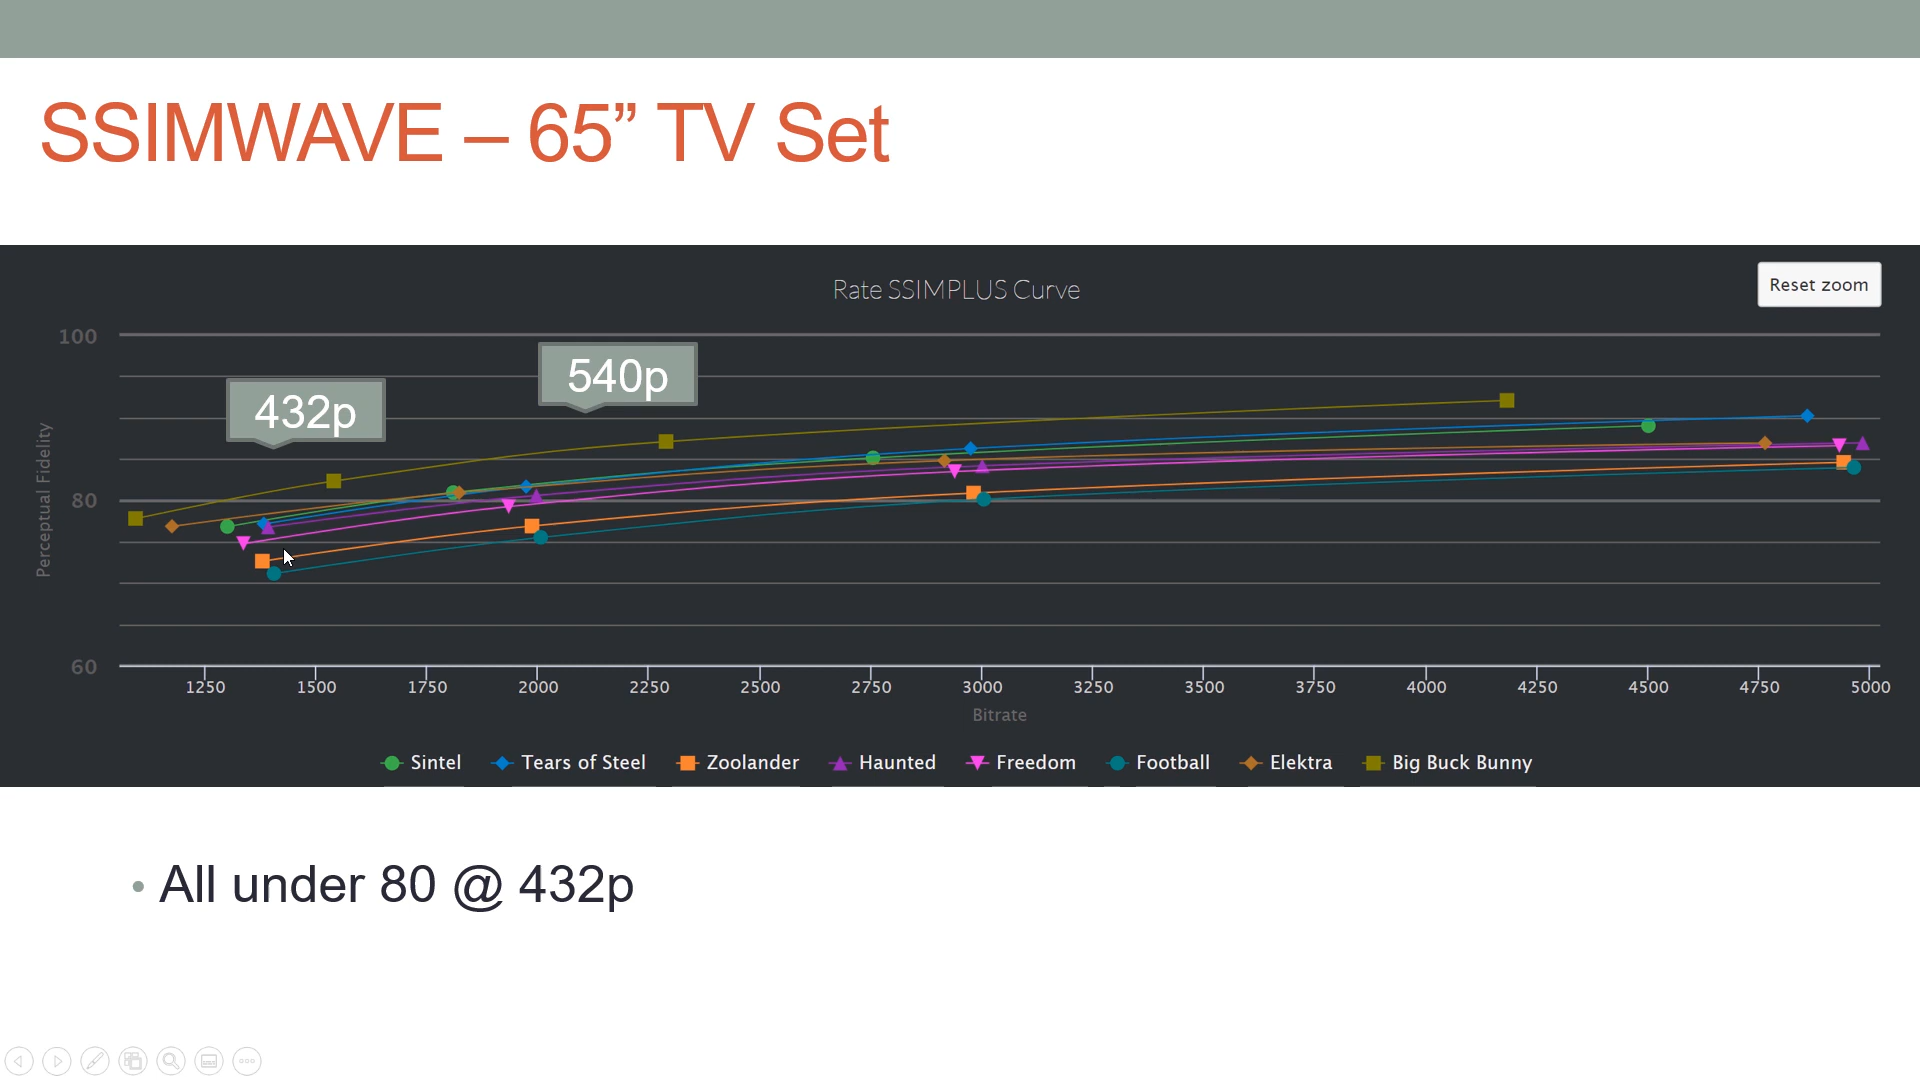 SSIMWAVE – 65” TV Set
Rate SSIMPLUS Curve
Reset zoom
100
80
60
Perceptual Fidelity
432p
540p
1250 1500 1750 2000 2250 2500 2750 3000 3250 3500 3750 4000 4250 4500 4750 5000
Bitrate
Sintel Tears of Steel Zoolander Haunted Freedom Football Elektra Big Buck Bunny
• All under 80 @ 432p